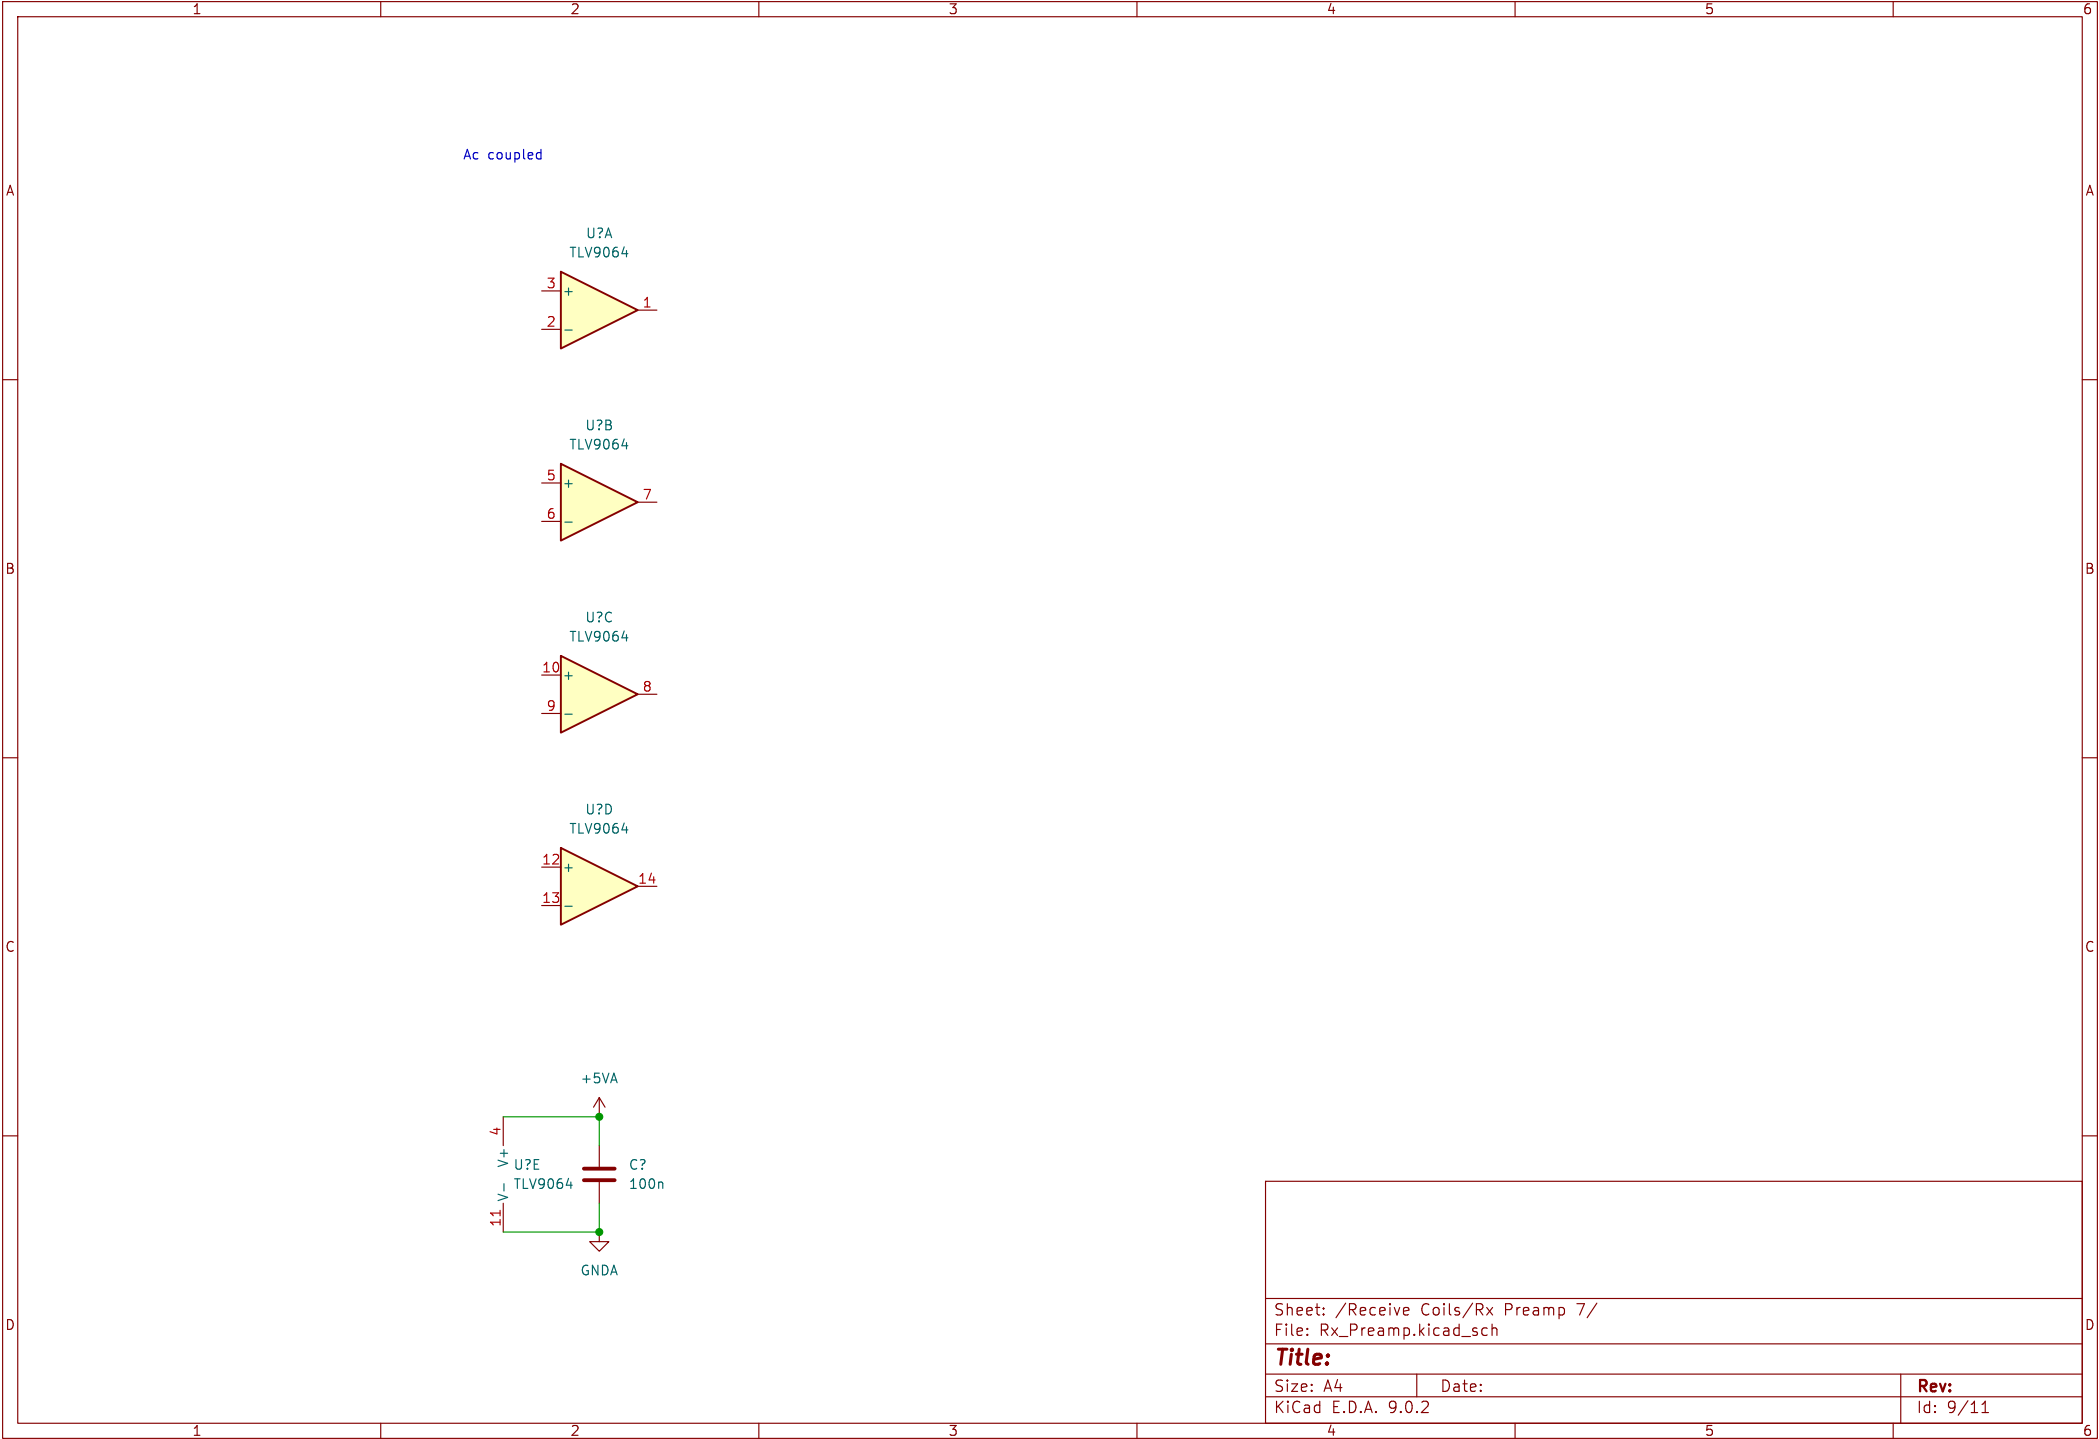 1 2 3 4 5 6
A A
Ac coupled
U?A
TLV9064
3 +
1
2 −
U?B
TLV9064
5 +
7
6 −
B B
U?C
TLV9064
10 +
8
9 −
U?D
TLV9064
12 +
14
13 −
C C
+5VA
4
V+
U?E
TLV9064
V-
11
C?
100n
GNDA
D D
Sheet: /Receive Coils/Rx Preamp 7/
File: Rx_Preamp.kicad_sch
Title:
Size: A4 Date: Rev:
KiCad E.D.A. 9.0.2 Id: 9/11
1 2 3 4 5 6